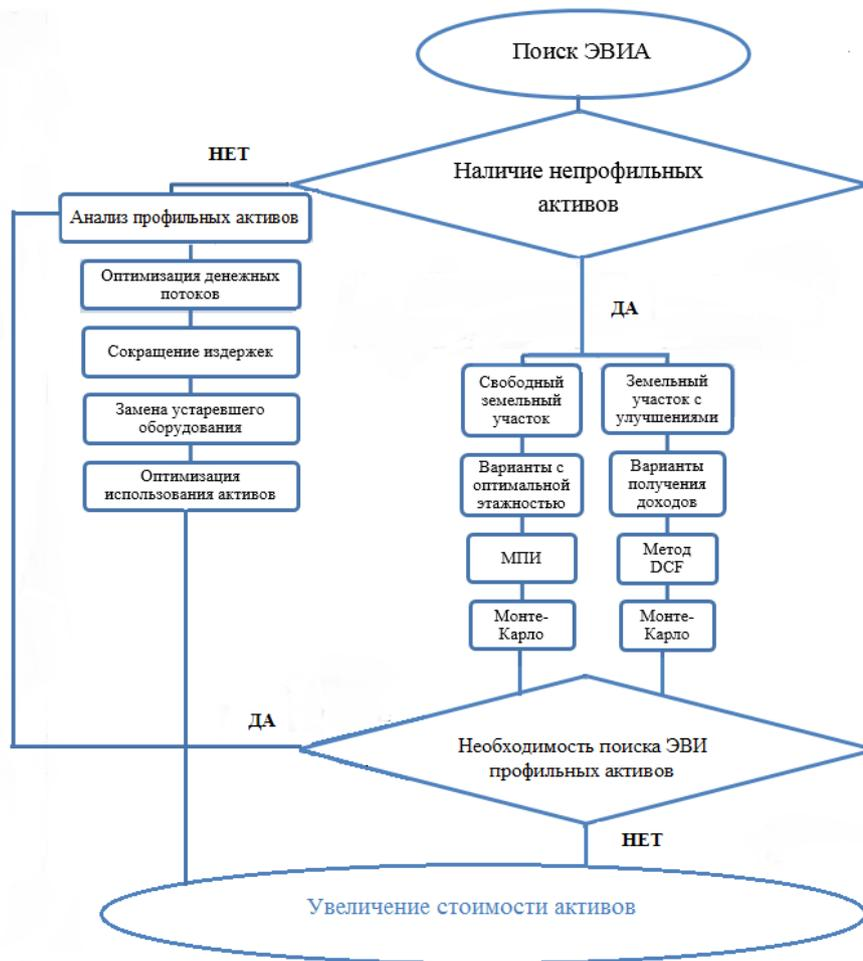 Поиск ЭВИА
НЕТ
Наличие непрофильных
активов
Анализ профильных активов
Оптимизация денежных
потоков
Сокращение издержек
Замена устаревшего
оборудования
Оптимизация
использования активов
ДА
Свободный
земельный
участок
Варианты с
оптимальной
этажностью
МПИ
Монте-
Карло
Земельный
участок с
улучшениями
Варианты
получения
доходов
Метод
DCF
Монте-
Карло
ДА
Необходимость поиска ЭВИ
профильных активов
НЕТ
Увеличение стоимости активов